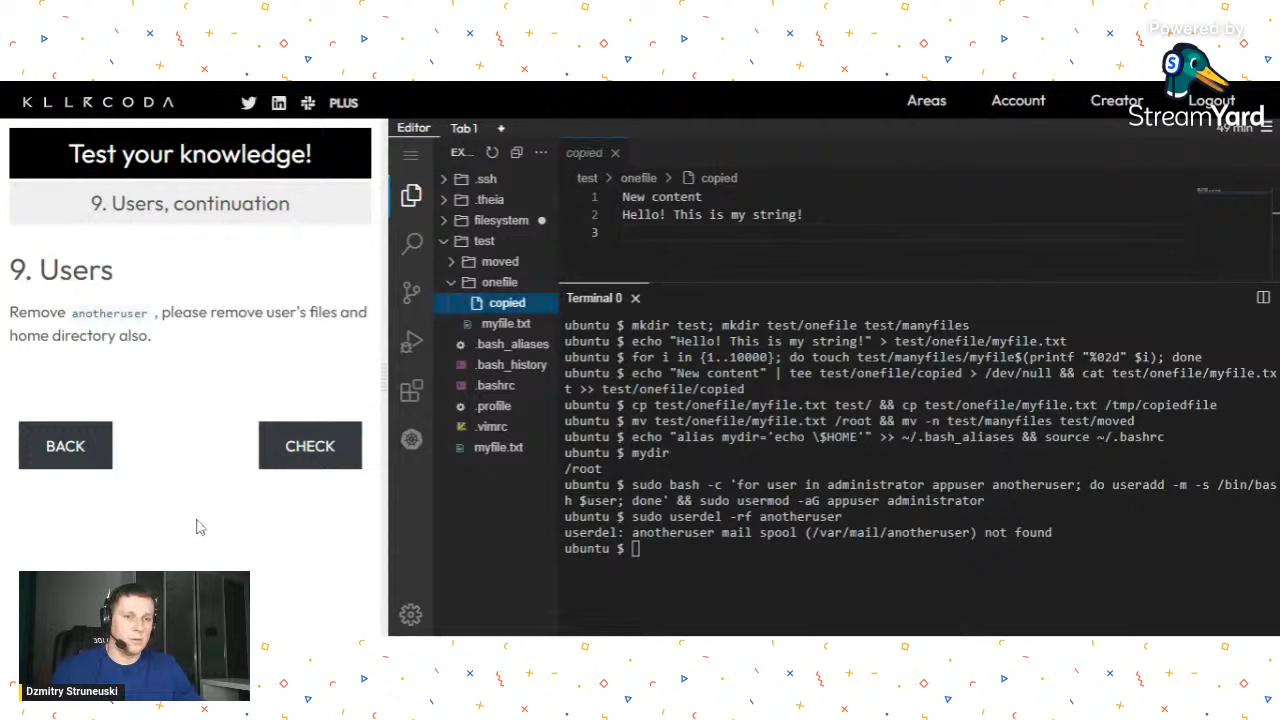 Powered by
StreamYard
KLLRCODA
PLUS
Areas
Account
Creator
Logout
49 min
Test your knowledge!
9. Users, continuation
9. Users
Remove anotheruser , please remove user's files and
home directory also.
BACK
CHECK
Dzmitry Struneuski
Editor
Tab 1
EX...
.ssh
.theia
filesystem
test
moved
onefile
copied
myfile.txt
.bash_aliases
.bash_history
.bashrc
.profile
.vimrc
myfile.txt
copied
test > onefile > copied
1 New content
2 Hello! This is my string!
3
Terminal 0
ubuntu $ mkdir test; mkdir test/onefile test/manyfiles
ubuntu $ echo "Hello! This is my string!" > test/onefile/myfile.txt
ubuntu $ for i in {1..10000}; do touch test/manyfiles/myfile$(printf "%02d" $i); done
ubuntu $ echo "New content" | tee test/onefile/copied > /dev/null && cat test/onefile/myfile.tx
t >> test/onefile/copied
ubuntu $ cp test/onefile/myfile.txt test/ && cp test/onefile/myfile.txt /tmp/copiedfile
ubuntu $ mv test/onefile/myfile.txt /root && mv -n test/manyfiles test/moved
ubuntu $ echo "alias mydir='echo \$HOME'" >> ~/.bash_aliases && source ~/.bashrc
ubuntu $ mydir
/root
ubuntu $ sudo bash -c 'for user in administrator appuser anotheruser; do useradd -m -s /bin/bas
h $user; done' && sudo usermod -aG appuser administrator
ubuntu $ sudo userdel -rf anotheruser
userdel: anotheruser mail spool (/var/mail/anotheruser) not found
ubuntu $